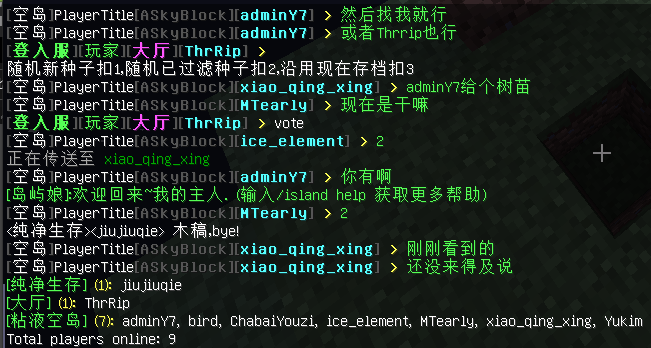 [空岛]PlayerTitle[ASkyBlock][adminY7] > 然后找我就行
[空岛]PlayerTitle[ASkyBlock][adminY7] > 或者Thrrip也行
[登入服][玩家][大厅][ThrRip] >
随机新种子扣1,随机已过滤种子扣2,沿用现在存档扣3
[空岛]PlayerTitle[ASkyBlock][xiao_qing_xing] > adminY7给个树苗
[空岛]PlayerTitle[ASkyBlock][MTearly] > 现在是干嘛
[登入服][玩家][大厅][ThrRip] > vote
[空岛]PlayerTitle[ASkyBlock][ice_element] > 2
正在传送至 xiao_qing_xing
[空岛]PlayerTitle[ASkyBlock][adminY7] > 你有啊
[岛屿娘]:欢迎回来~我的主人. (输入/island help 获取更多帮助)
[空岛]PlayerTitle[ASkyBlock][MTearly] > 2
<纯净生存><jiujiuqie> 木稿,bye!
[空岛]PlayerTitle[ASkyBlock][xiao_qing_xing] > 刚刚看到的
[空岛]PlayerTitle[ASkyBlock][xiao_qing_xing] > 还没来得及说
[纯净生存] (1): jiujiuqie
[大厅] (1): ThrRip
[粘液空岛] (7): adminY7, bird, ChabaiYouzi, ice_element, MTearly, xiao_qing_xing, Yukim
Total players online: 9